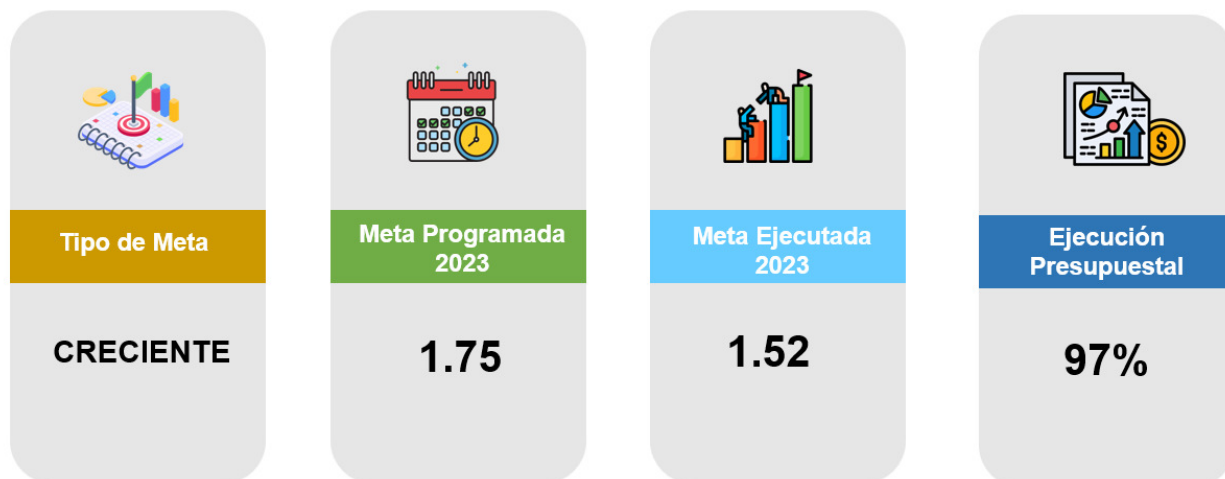 Tipo de Meta
CRECIENTE
Meta Programada
2023
1.75
Meta Ejecutada
2023
1.52
Ejecución
Presupuestal
97%